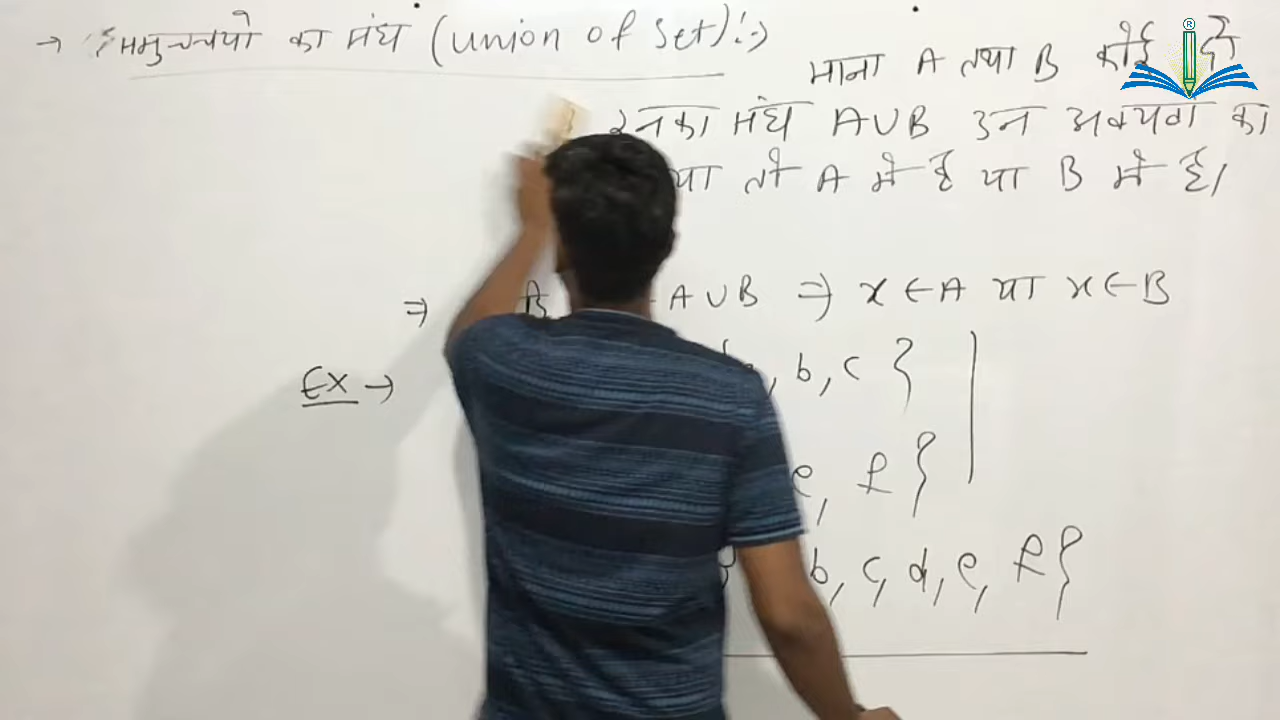 → समुच्चयो का संघ (union of Set):->
माना A तथा B कोई दो
इनका संघ A∪B उन अवयवो का
या तो A में है या B में है।
⇒ B A∪B ⇒ x∈A या x∈B
Ex → , b, c }
e, f }
b, c, d, e, f }